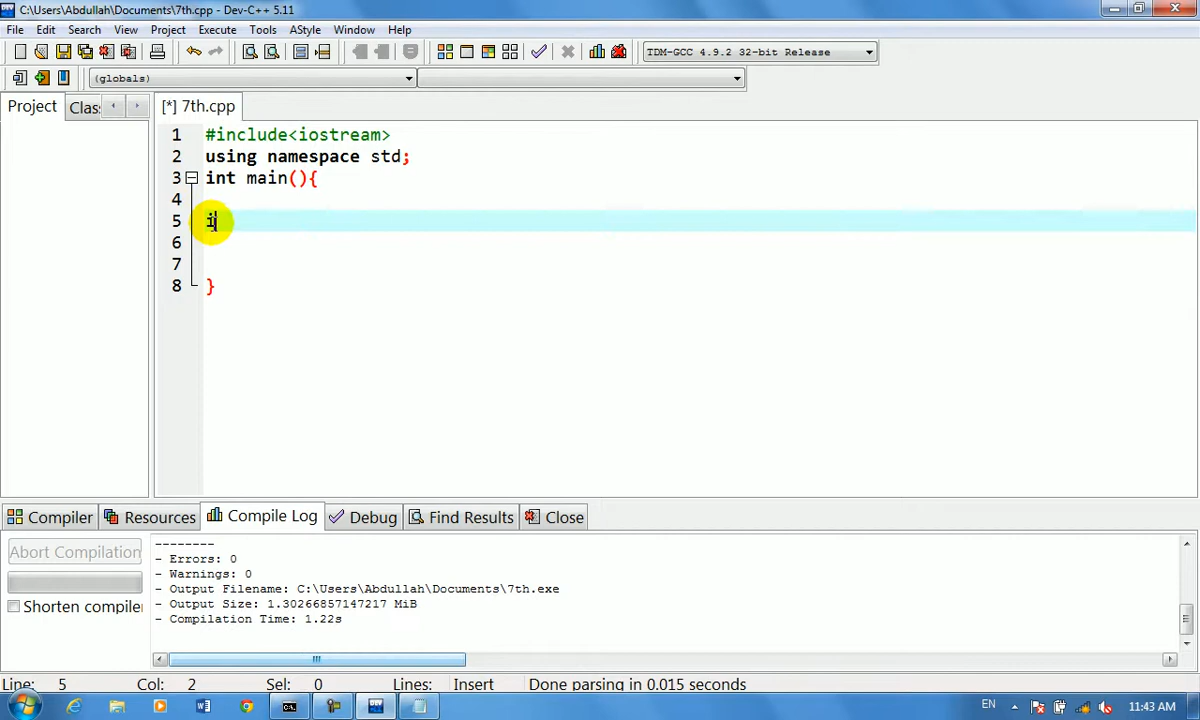 C:\Users\Abdullah\Documents\7th.cpp - Dev-C++ 5.11
File Edit Search View Project Execute Tools AStyle Window Help
TDM-GCC 4.9.2 32-bit Release
(globals)
Project Clas [*] 7th.cpp
1 #include<iostream>
2 using namespace std;
3 int main(){
4
5 i
6
7
8 }
Compiler Resources Compile Log Debug Find Results Close
Abort Compilation
Shorten compiler
--------
- Errors: 0
- Warnings: 0
- Output Filename: C:\Users\Abdullah\Documents\7th.exe
- Output Size: 1.30266857147217 MiB
- Compilation Time: 1.22s
Line: 5 Col: 2 Sel: 0 Lines: Insert Done parsing in 0.015 seconds
EN 11:43 AM